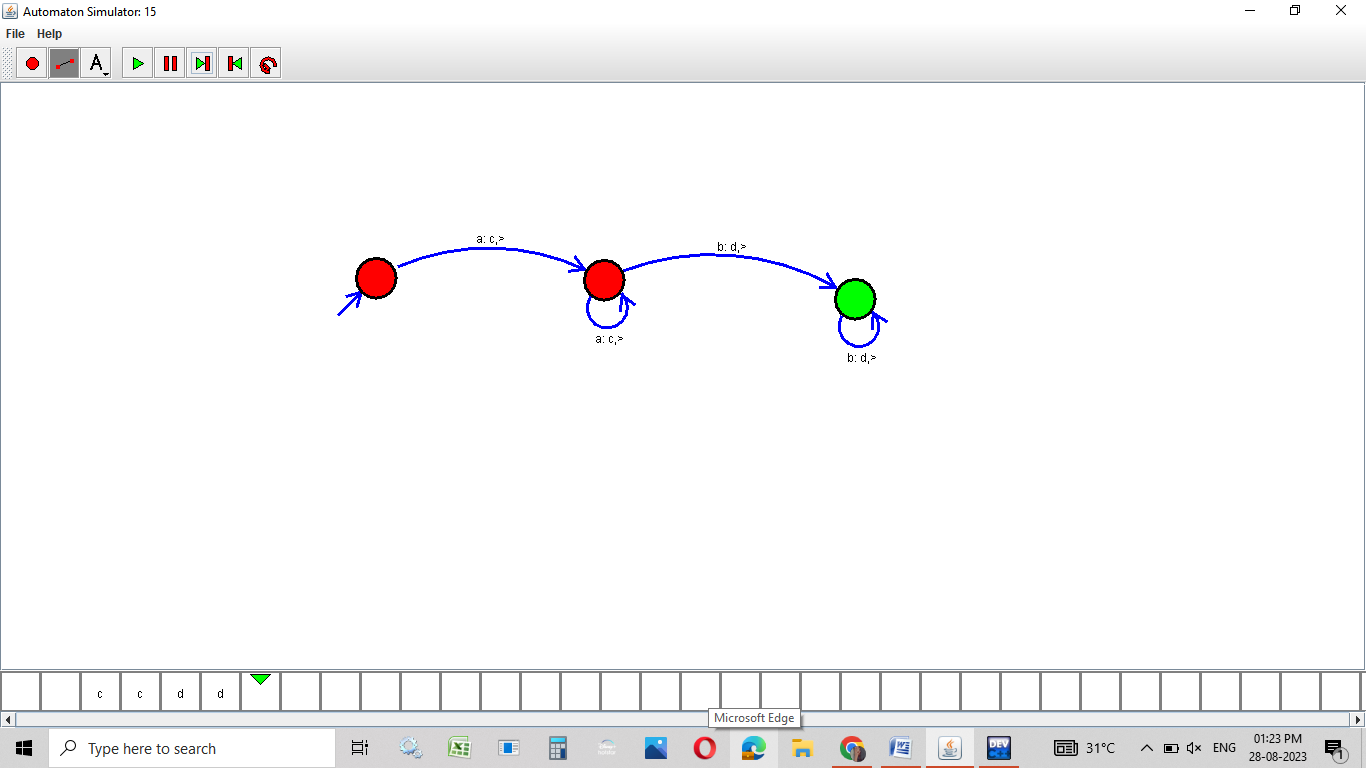 Automaton Simulator: 15
File Help
A
a: c,>
b: d,>
a: c,>
b: d,>
c c d d
Microsoft Edge
Type here to search
DEV
31°C
ENG
01:23 PM
28-08-2023
1